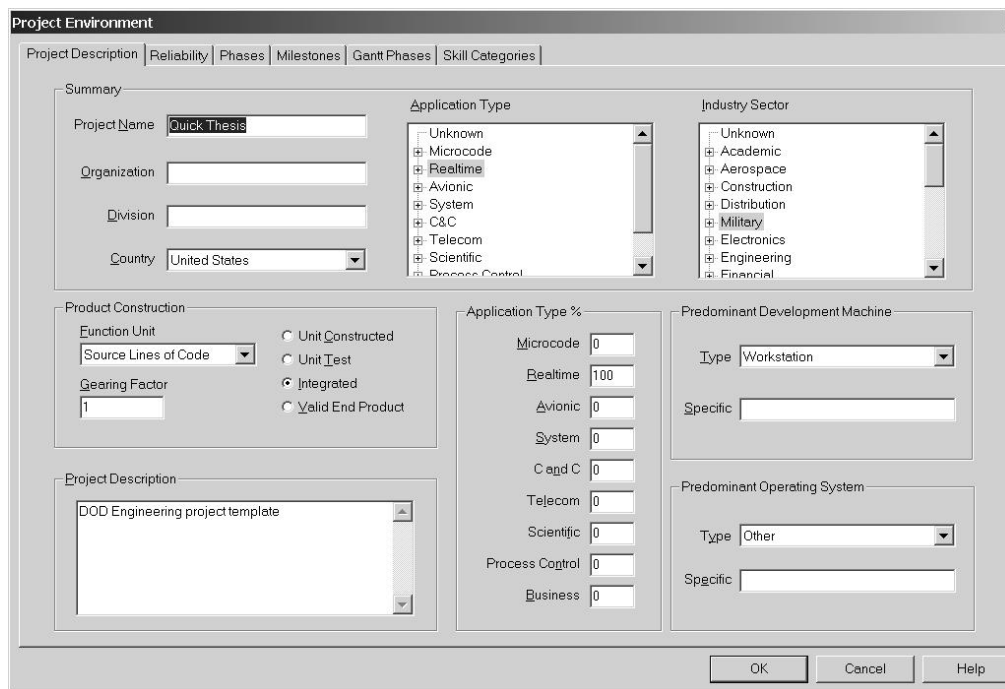 Project Environment
Project Description Reliability Phases Milestones Gantt Phases Skill Categories
Summary
Project Name Quick Thesis
Organization
Division
Country United States
Application Type
Unknown
Microcode
Realtime
Avionic
System
C&C
Telecom
Scientific
Process Control
Industry Sector
Unknown
Academic
Aerospace
Construction
Distribution
Military
Electronics
Engineering
Financial
Product Construction
Function Unit
Source Lines of Code
Gearing Factor
1
Unit Constructed
Unit Test
Integrated
Valid End Product
Project Description
DOD Engineering project template
Application Type %
Microcode 0
Realtime 100
Avionic 0
System 0
C and C 0
Telecom 0
Scientific 0
Process Control 0
Business 0
Predominant Development Machine
Type Workstation
Specific
Predominant Operating System
Type Other
Specific
OK Cancel Help